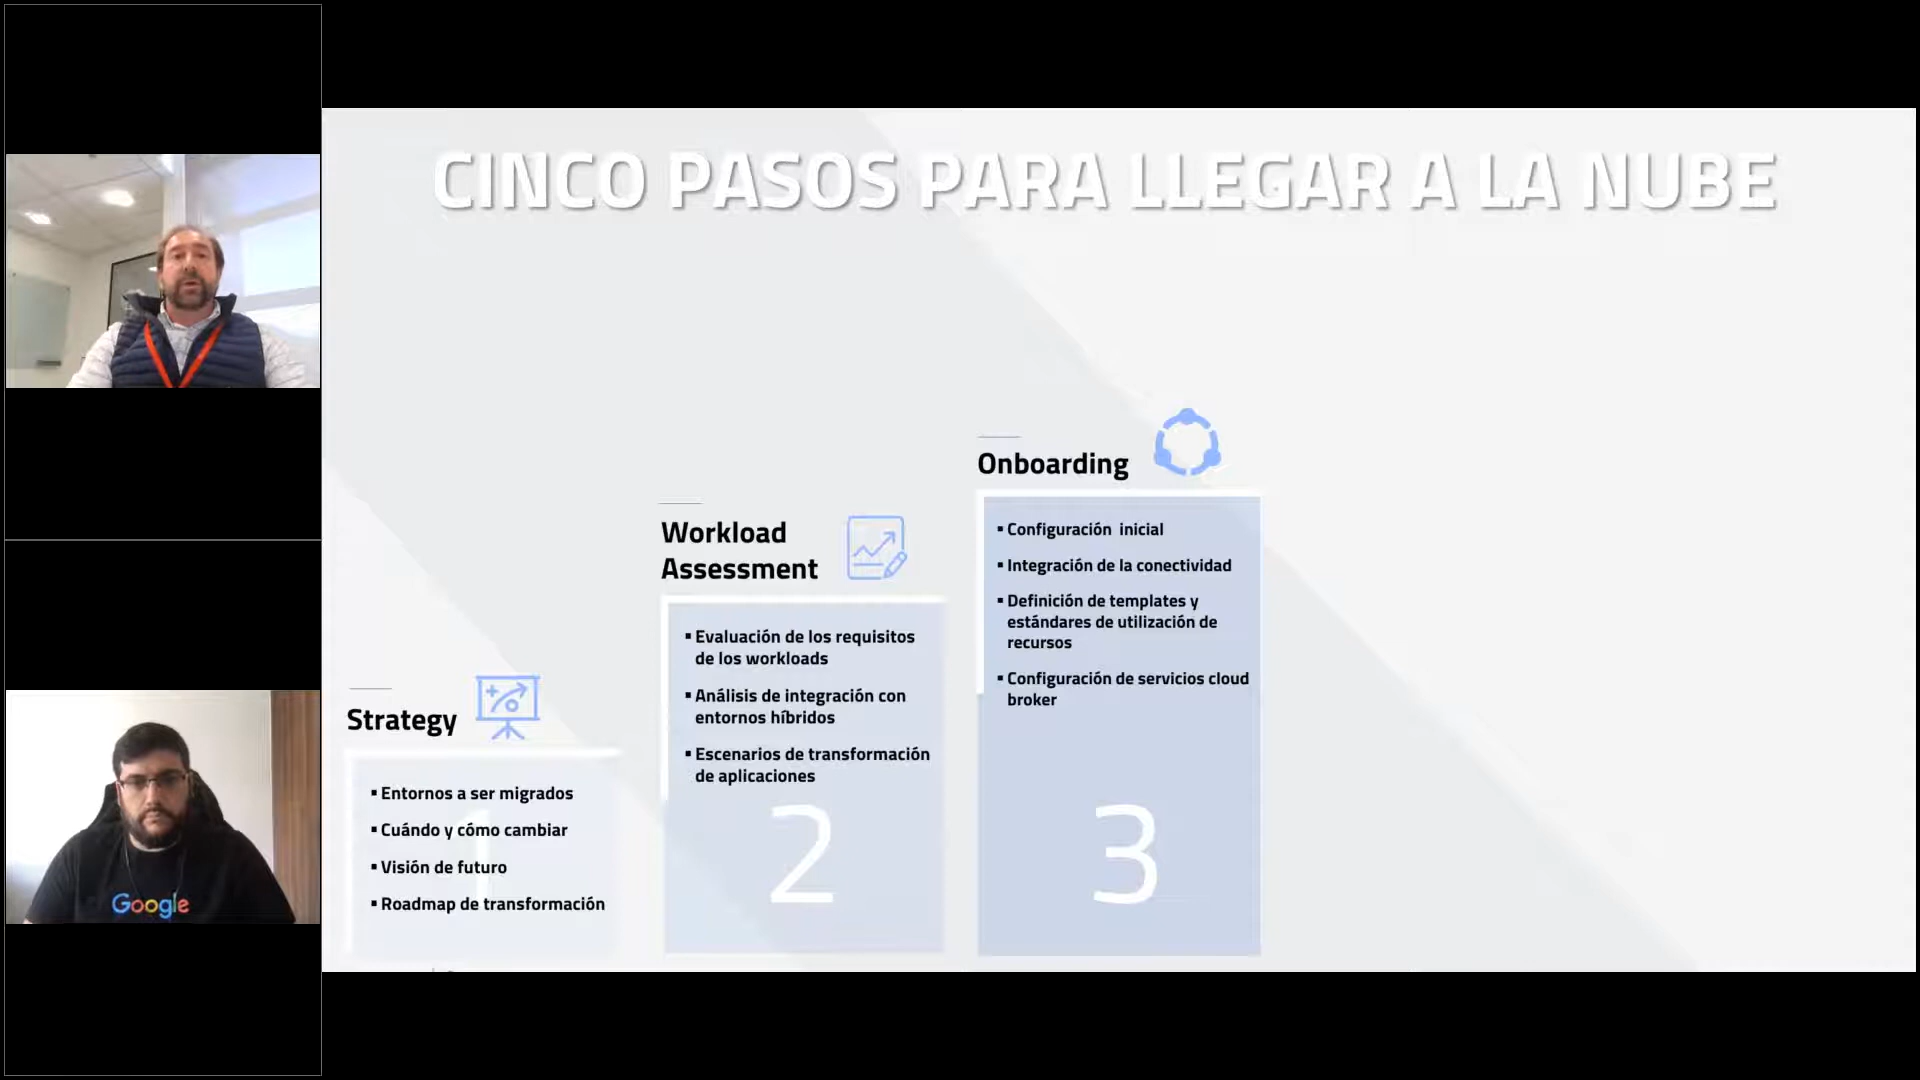 CINCO PASOS PARA LLEGAR A LA NUBE
Strategy
▪ Entornos a ser migrados
▪ Cuándo y cómo cambiar
▪ Visión de futuro
▪ Roadmap de transformación
1
Workload
Assessment
▪ Evaluación de los requisitos
de los workloads
▪ Análisis de integración con
entornos híbridos
▪ Escenarios de transformación
de aplicaciones
2
Onboarding
▪ Configuración inicial
▪ Integración de la conectividad
▪ Definición de templates y
estándares de utilización de
recursos
▪ Configuración de servicios cloud
broker
3
Google